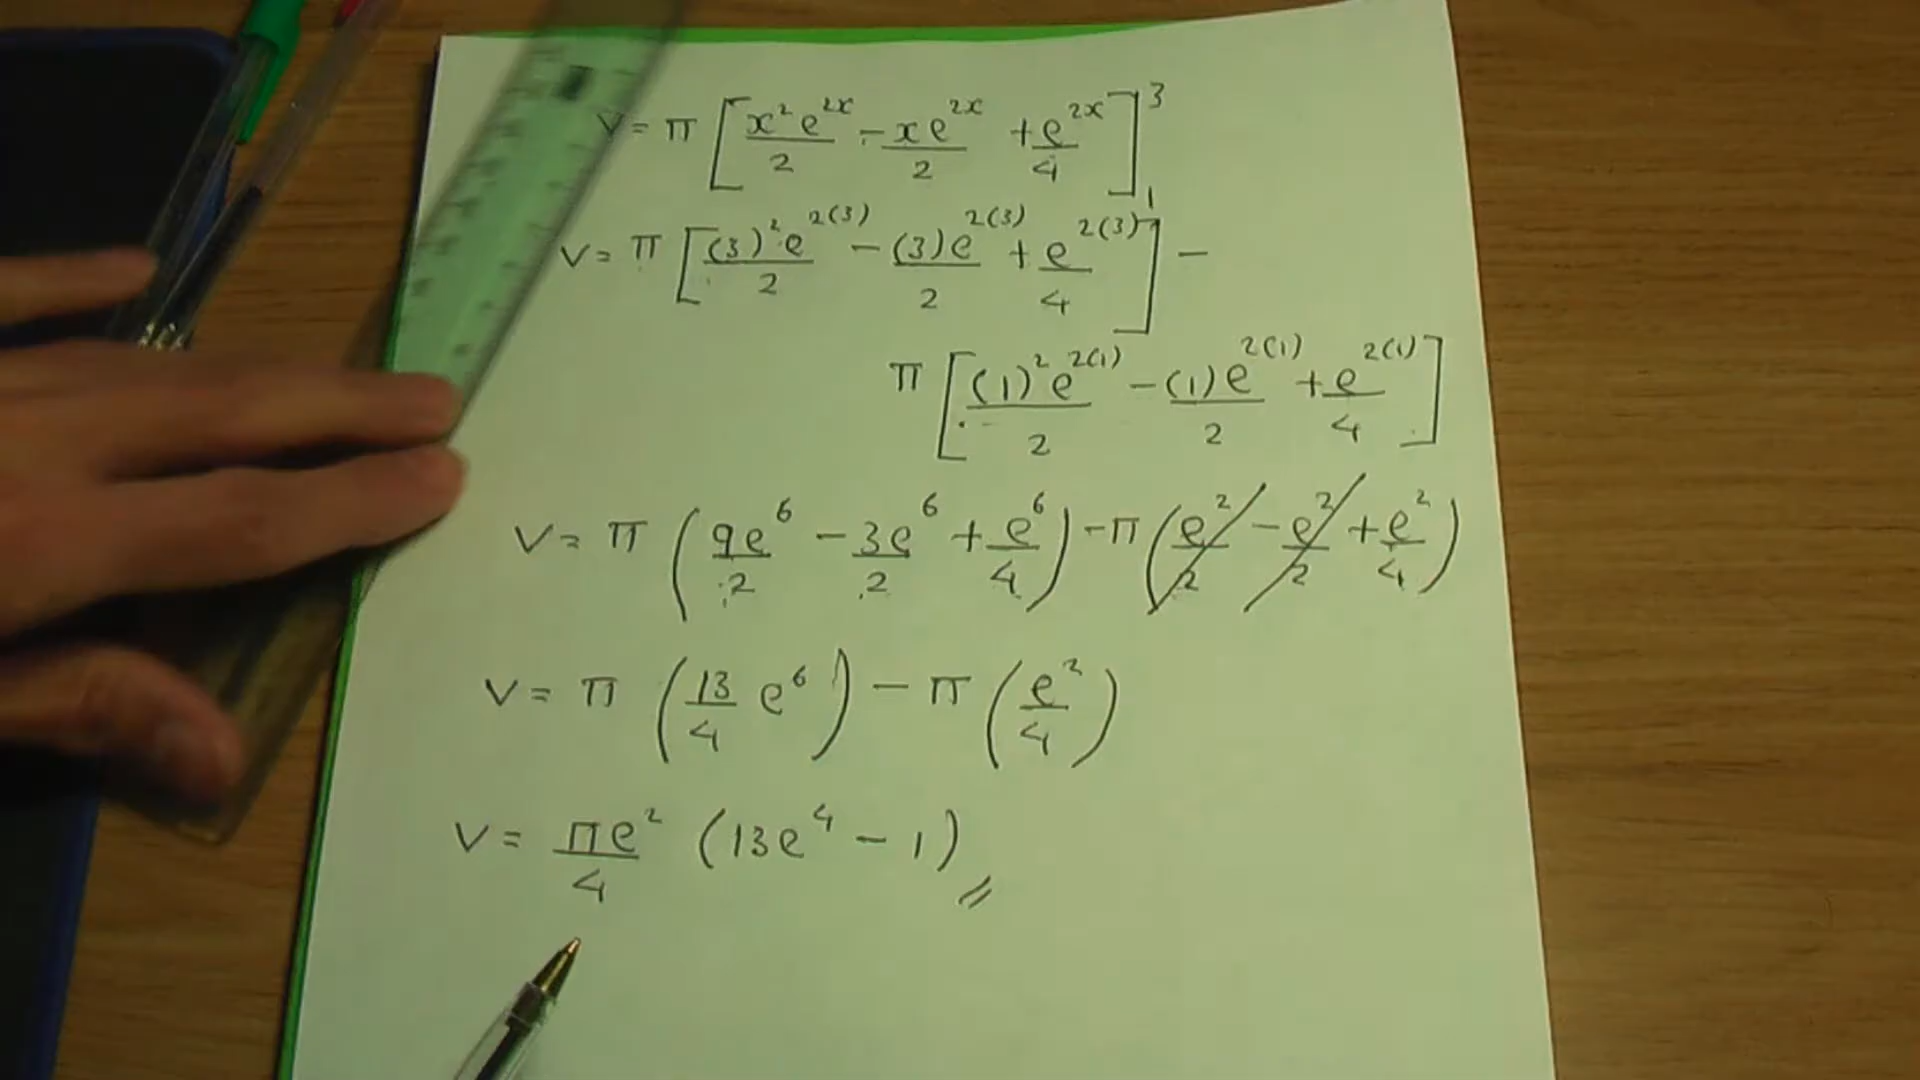 V = π [x²e^2x/2 - xe^2x/2 + e^2x/4]³₁
V = π [(3)²e^2(3)/2 - (3)e^2(3)/2 + e^2(3)/4] -
π [(1)²e^2(1)/2 - (1)e^2(1)/2 + e^2(1)/4]
V = π (9e⁶/2 - 3e⁶/2 + e⁶/4) - π (e²/2 - e²/2 + e²/4)
V = π (13/4 e⁶) - π (e²/4)
V = πe²/4 (13e⁴ - 1)